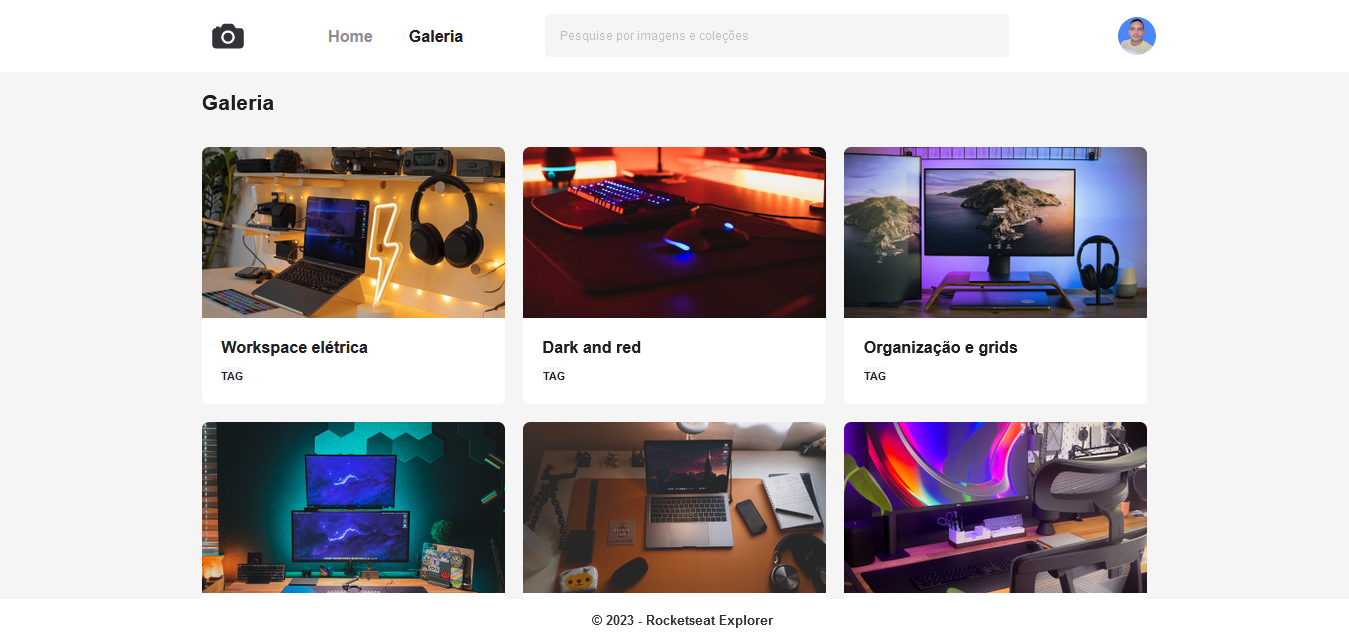 Home
Galeria
Pesquise por imagens e coleções
Galeria
Workspace elétrica
TAG
Dark and red
TAG
Organização e grids
TAG
© 2023 - Rocketseat Explorer